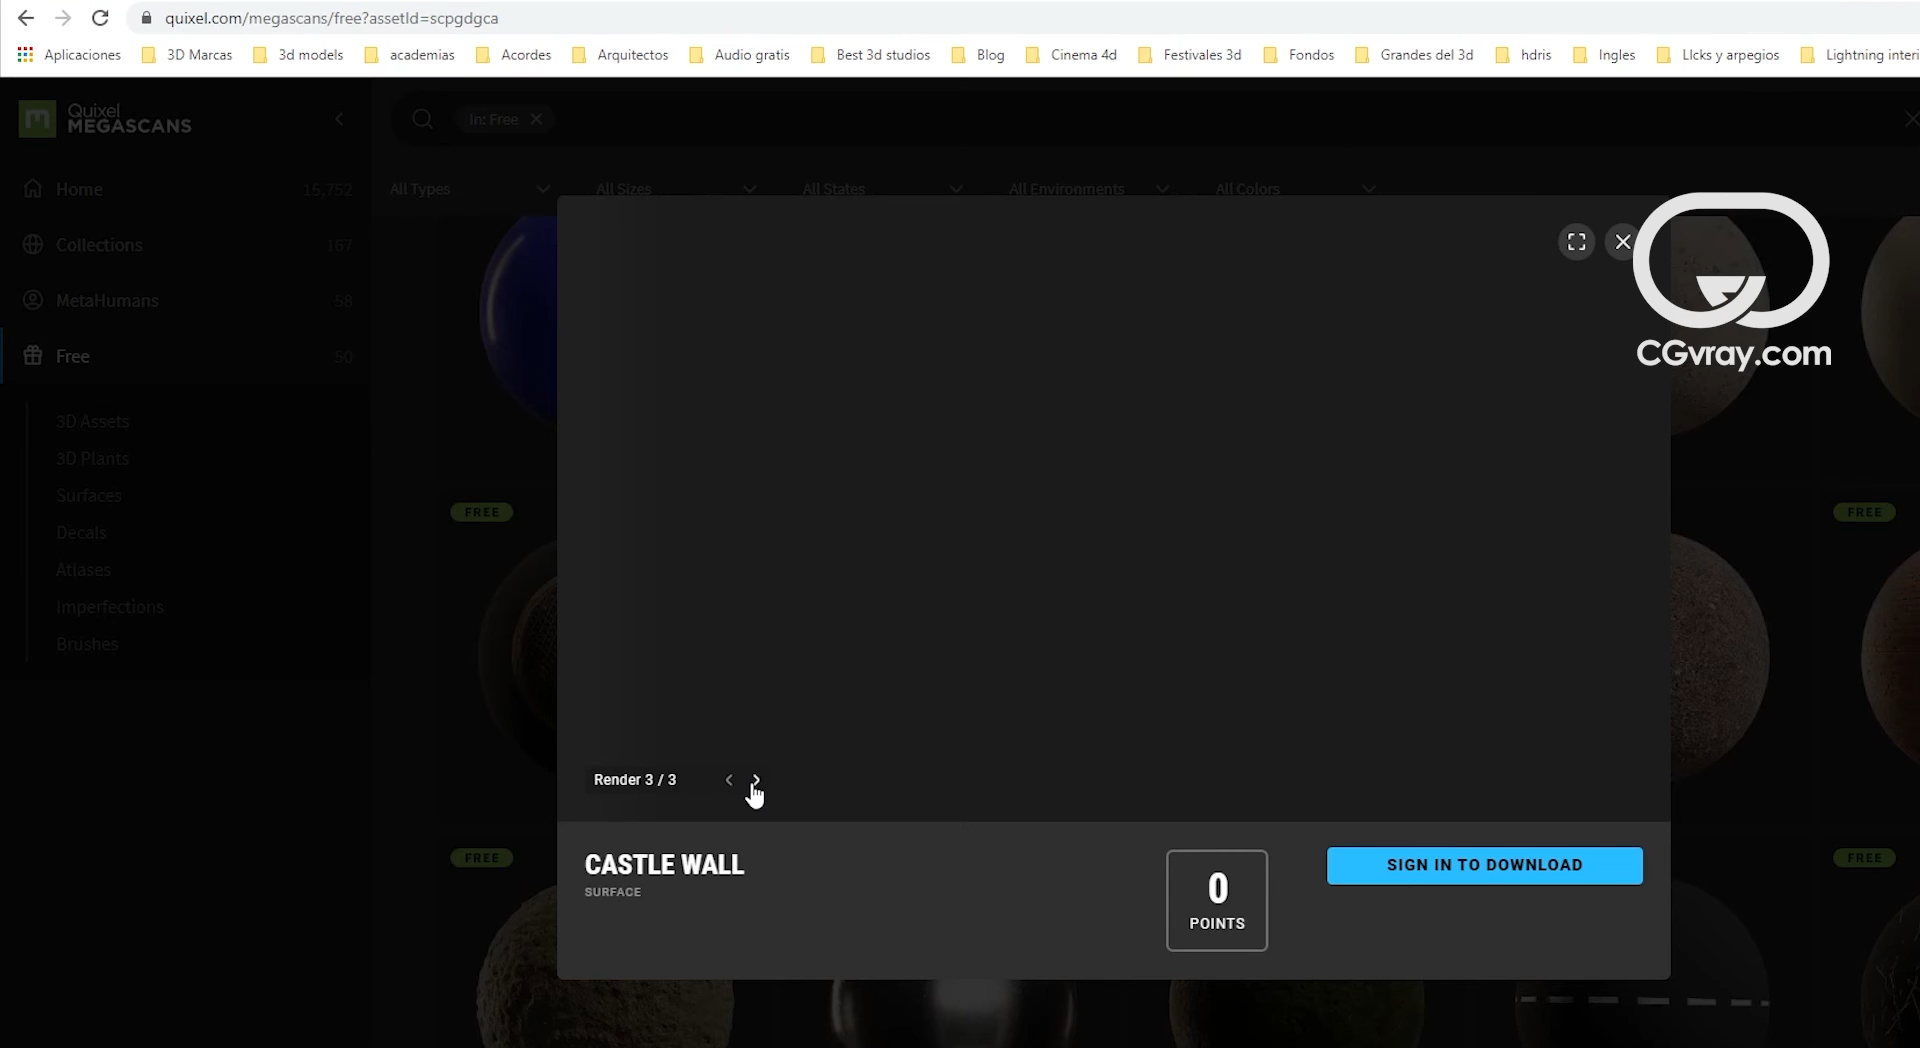 quixel.com/megascans/free?assetId=scpgdgca
Aplicaciones 3D Marcas 3d models academias Acordes Arquitectos Audio gratis Best 3d studios Blog Cinema 4d Festivales 3d Fondos Grandes del 3d hdris Ingles LIcks y arpegios Lightning interi
Quixel
MEGASCANS
In: Free
Home 15,752
All Types All Sizes All States All Environments All Colors
Collections 167
MetaHumans 58
Free 50
CGvray.com
3D Assets
3D Plants
Surfaces
Decals
Atlases
Imperfections
Brushes
FREE FREE
Render 3 / 3
FREE FREE
CASTLE WALL
SURFACE
0
POINTS
SIGN IN TO DOWNLOAD